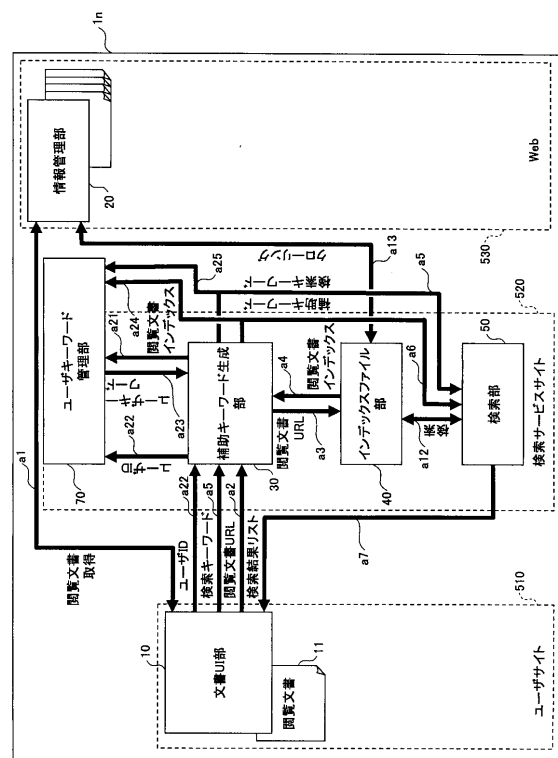 1n
情報管理部
20
Web
530
a1
閲覧文書
取得
ユーザキーワード
管理部
70
a21
閲覧文書
インデックス
a24
a25
a23
ユーザキー
ワード
a22
ユーザID
クローリング
a13
検索キーワード
補助キーワード
a5
520
補助キーワード生成
部
30
a4
閲覧文書
インデックス
閲覧文書
URL
a3
インデックスファイル
部
40
a6
50
検索部
検索
a12
検索サービスサイト
a22
ユーザID
a5
検索キーワード
a2
閲覧文書URL
検索結果リスト
a7
10
文書UI部
11
閲覧文書
510
ユーザサイト